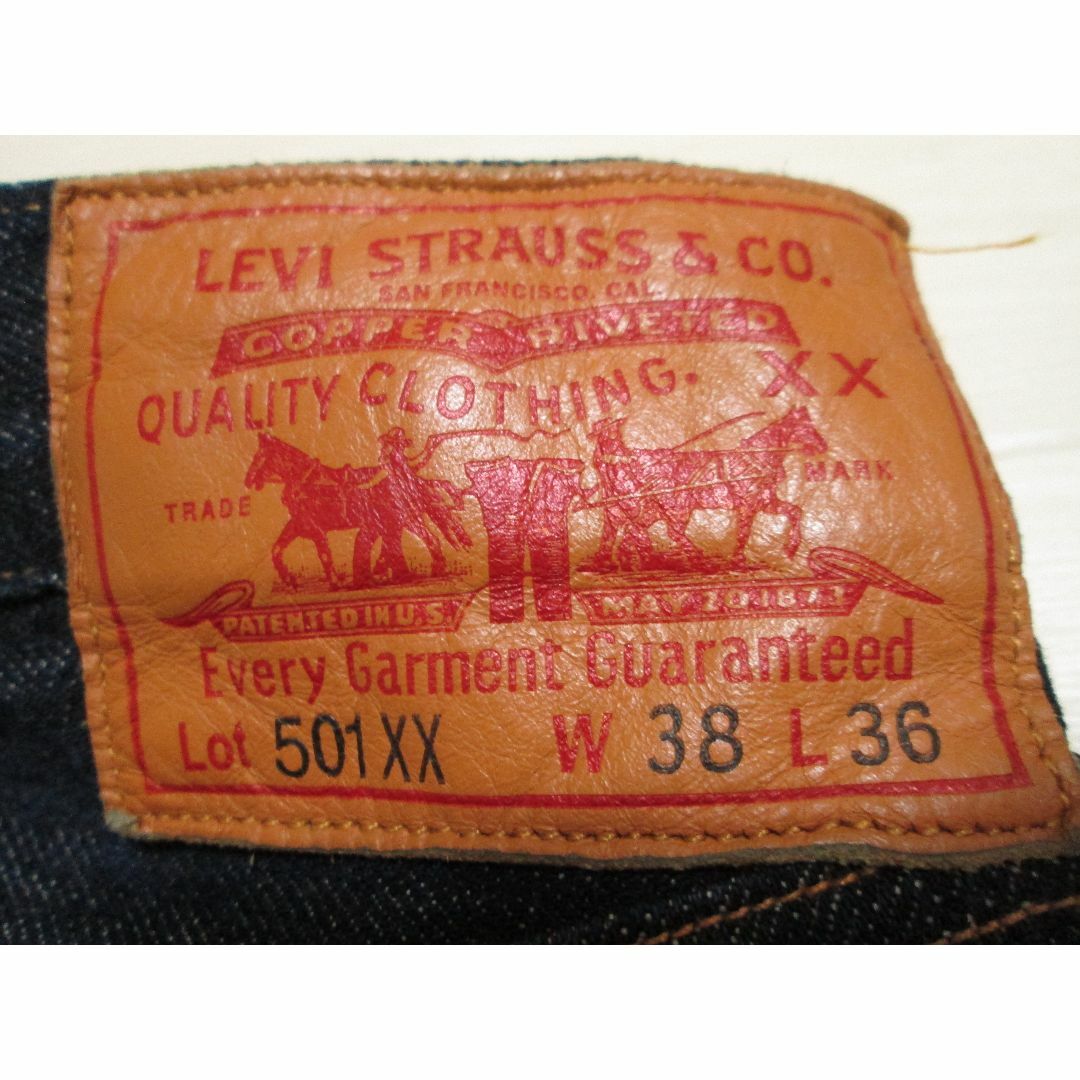 LEVI STRAUSS & CO.
SAN FRANCISCO, CAL.
COPPER RIVETED
QUALITY CLOTHING. XX
TRADE MARK
PATENTED IN U.S. MAY 20 1873
Every Garment Guaranteed
Lot 501XX W 38 L 36